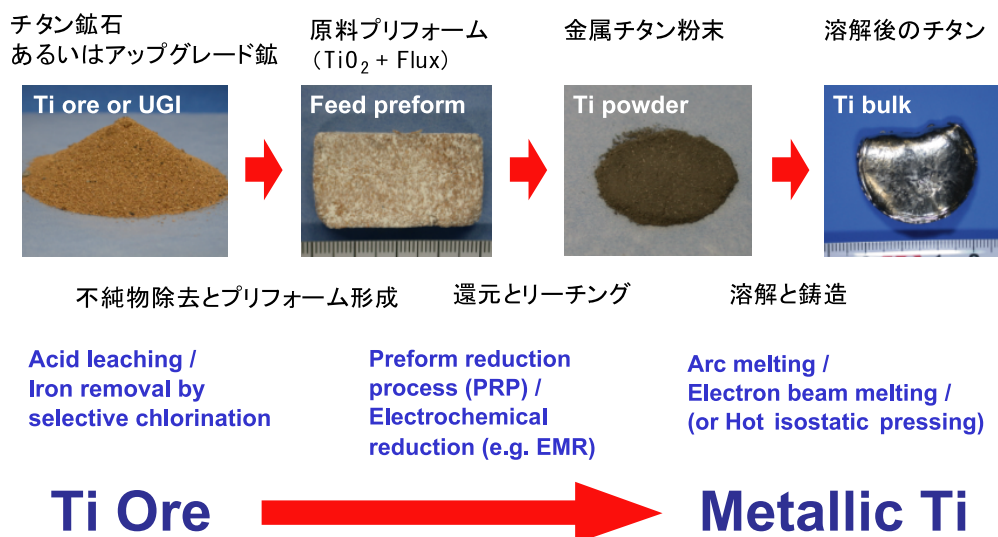 チタン鉱石
あるいはアップグレード鉱
原料プリフォーム
（TiO₂ + Flux）
金属チタン粉末
溶解後のチタン
Ti ore or UGI
Feed preform
Ti powder
Ti bulk
不純物除去とプリフォーム形成
還元とリーチング
溶解と鋳造
Acid leaching /
Iron removal by
selective chlorination
Preform reduction
process (PRP) /
Electrochemical
reduction (e.g. EMR)
Arc melting /
Electron beam melting /
(or Hot isostatic pressing)
Ti Ore
Metallic Ti